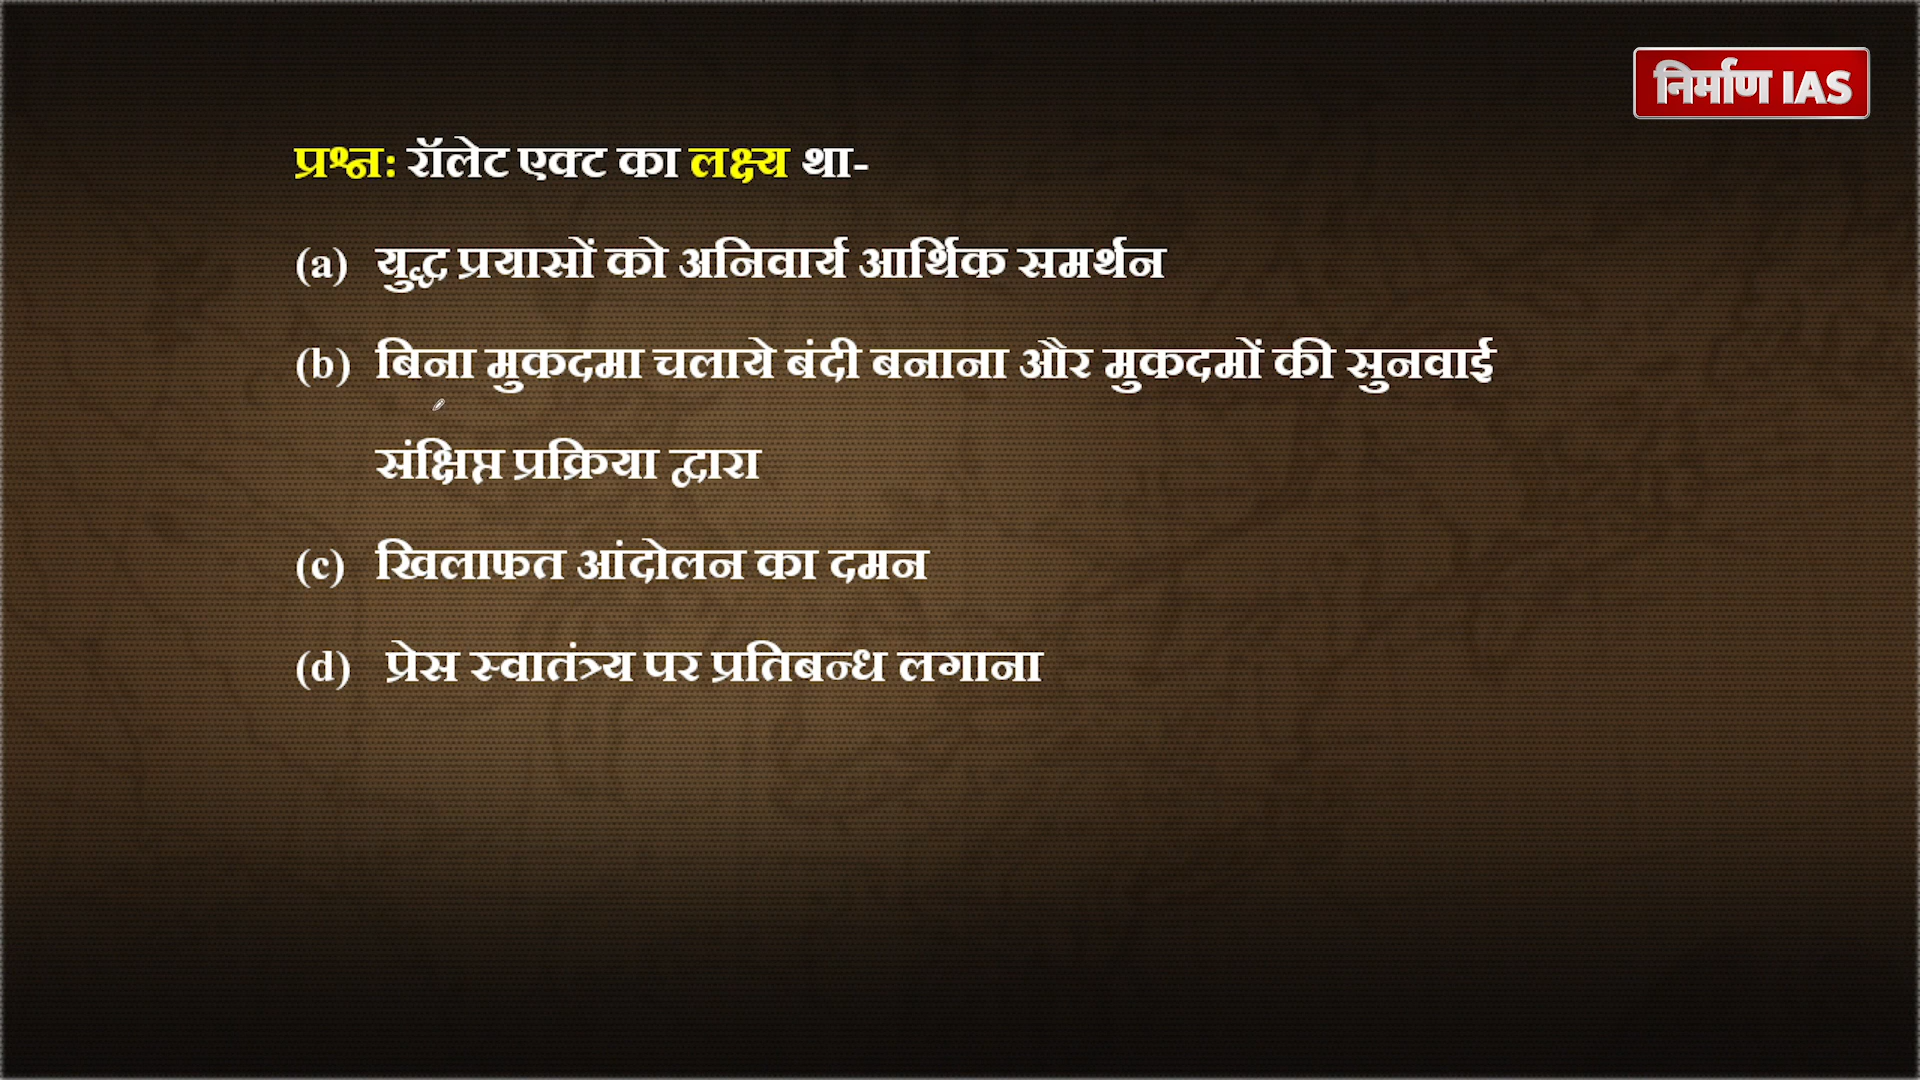 निर्माण IAS
प्रश्न: रॉलेट एक्ट का लक्ष्य था-
(a) युद्ध प्रयासों को अनिवार्य आर्थिक समर्थन
(b) बिना मुकदमा चलाये बंदी बनाना और मुकदमों की सुनवाई
संक्षिप्त प्रक्रिया द्वारा
(c) खिलाफत आंदोलन का दमन
(d) प्रेस स्वातंत्र्य पर प्रतिबन्ध लगाना